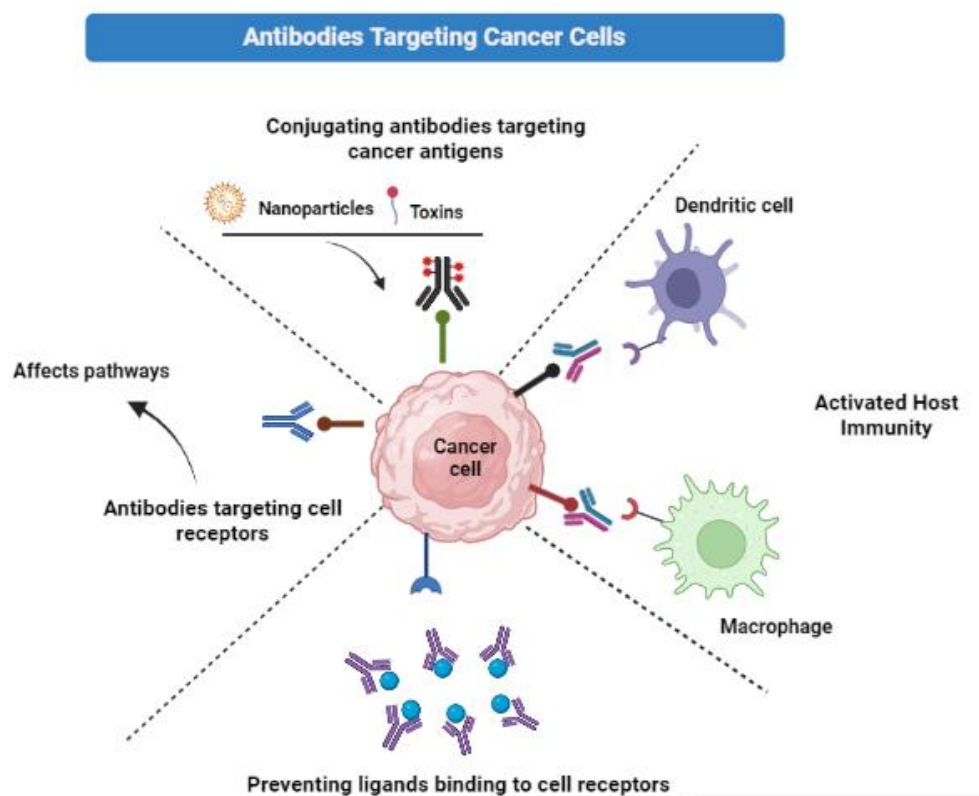 Antibodies Targeting Cancer Cells
Conjugating antibodies targeting
cancer antigens
Nanoparticles
Toxins
Dendritic cell
Affects pathways
Activated Host
Immunity
Cancer
cell
Antibodies targeting cell
receptors
Macrophage
Preventing ligands binding to cell receptors